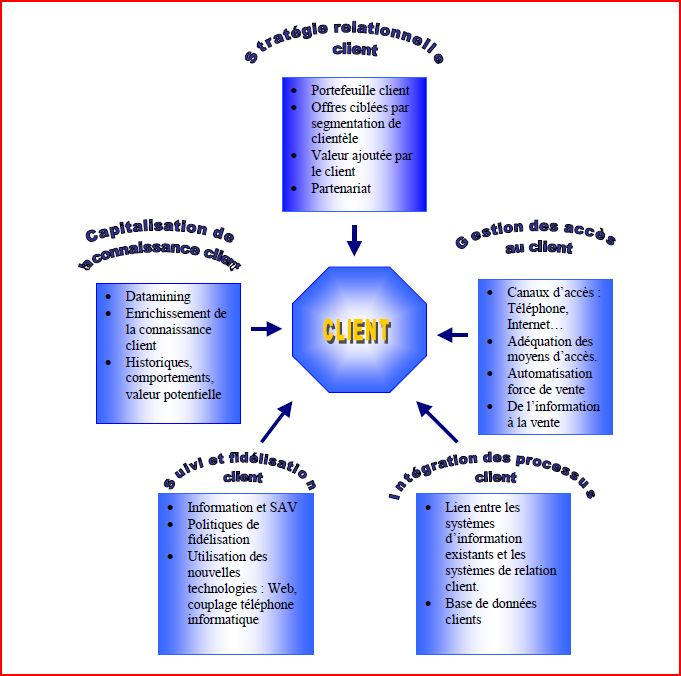 Stratégie relationnelle
client
• Portefeuille client
• Offres ciblées par
segmentation de
clientèle
• Valeur ajoutée par
le client
• Partenariat
Capitalisation de
la connaissance client
• Datamining
• Enrichissement de
la connaissance
client
• Historiques,
comportements,
valeur potentielle
CLIENT
Gestion des accès
au client
• Canaux d’accès :
Téléphone,
Internet…
• Adéquation des
moyens d’accès.
• Automatisation
force de vente
• De l’information
à la vente
Suivi et fidélisation
client
• Information et SAV
• Politiques de
fidélisation
• Utilisation des
nouvelles
technologies : Web,
couplage téléphone
informatique
Intégration des processus
client
• Lien entre les
systèmes
d’information
existants et les
systèmes de relation
client.
• Base de données
clients